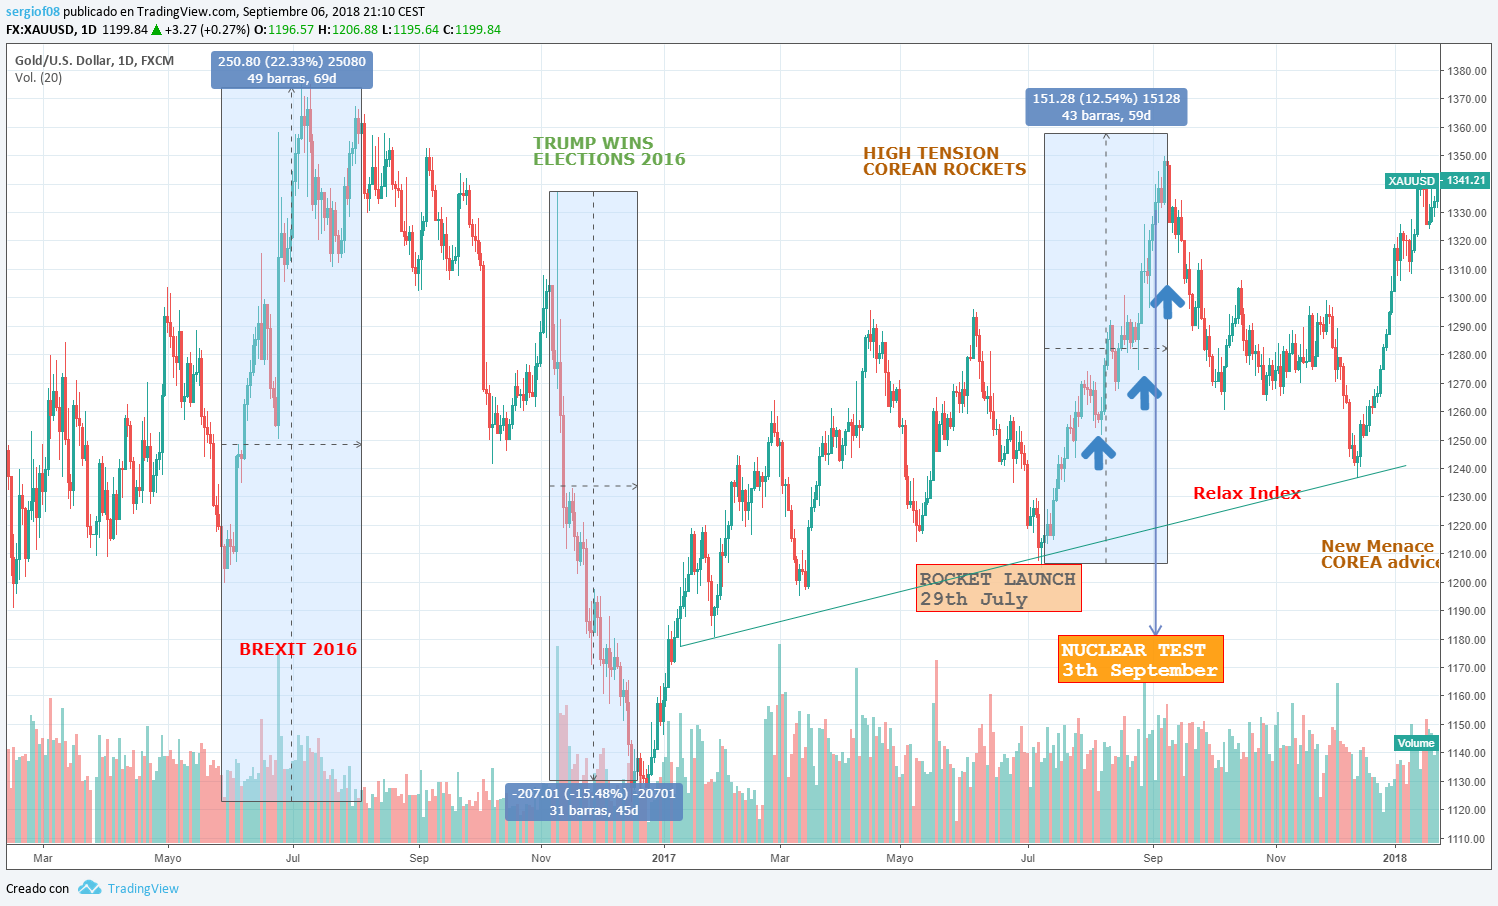 sergiof08 publicado en TradingView.com, Septiembre 06, 2018 21:10 CEST
FX:XAUUSD, 1D 1199.84 ▲ +3.27 (+0.27%) O:1196.57 H:1206.88 L:1195.64 C:1199.84
Gold/U.S. Dollar, 1D, FXCM
Vol. (20)
250.80 (22.33%) 25080
49 barras, 69d
TRUMP WINS
ELECTIONS 2016
HIGH TENSION
COREAN ROCKETS
151.28 (12.54%) 15128
43 barras, 59d
1380.00
1370.00
1360.00
1350.00
XAUUSD
1341.21
1330.00
1320.00
1310.00
1300.00
1290.00
1280.00
1270.00
1260.00
1250.00
1240.00
1230.00
1220.00
1210.00
1200.00
1190.00
1180.00
1170.00
1160.00
1150.00
1140.00
1130.00
1120.00
1110.00
Relax Index
New Menace
COREA advice
ROCKET LAUNCH
29th July
NUCLEAR TEST
3th September
BREXIT 2016
Volume
-207.01 (-15.48%) -20701
31 barras, 45d
Mar
Mayo
Jul
Sep
Nov
2017
Mar
Mayo
Jul
Sep
Nov
2018
Creado con TradingView